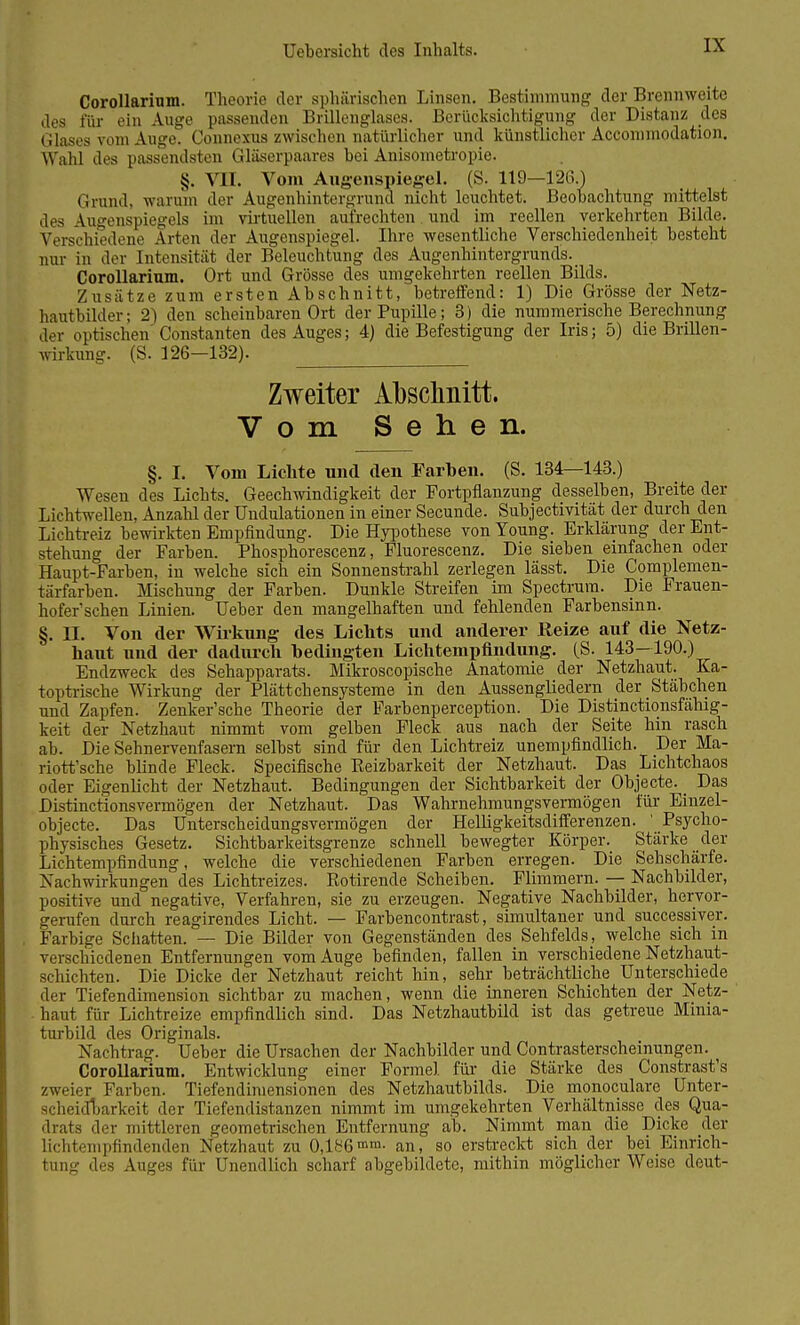 Uebersicht des Inhalts.
IX
Corollarium. Theorie der sphärischen Linsen. Bestimmung der Brennweite
des für ein Auge passenden Brillenglases. Berücksichtigung der Distanz des
Glases vom Auge. Connexus zwischen natürlicher und künstlicher Accommodation.
Wahl des passendsten Gläserpaares bei Anisometropie.
§. VII. Vom Augenspiegel. (S. 119—126.)
Grund, warum der Augenhintergrund nicht leuchtet. Beobachtung mittelst
des Augenspiegels im virtuellen aufrechten und im reellen verkehrten Bilde.
Verschiedene Arten der Augenspiegel. Ihre wesentliche Verschiedenheit besteht
nur in der Intensität der Beleuchtung des Augenhintergrunds.
Corollarium. Ort und Grösse des umgekehrten reellen Bilds.
Zusätze zum ersten Abschnitt, betreffend: 1) Die Grösse der Netz-
hautbilder; 2) den scheinbaren Ort der Pupille; 3) die nummerische Berechnung
der optischen Constanten des Auges; 4) die Befestigung der Iris; 5) die Brillen-
wirkung. (S. 126—132).
Zweiter Abschnitt.
Vom Sehen.
§. I. Vom Lichte und den Farben. (S. 134—143.)
Wesen des Lichts. Geechwindigkeit der Fortpflanzung desselben, Breite der
Lichtwellen, Anzahl der Undulationen in einer Secunde. Subjectivität der durch den
Lichtreiz bewirkten Empfindung. Die Hypothese von Young. Erklärung der Ent-
stehung der Farben. Phosphorescenz, Fluorescenz. Die sieben einfachen oder
Haupt-Farben, in welche sich ein Sonnenstrahl zerlegen lässt. Die Complemen-
tärfarben. Mischung der Farben. Dunkle Streifen im Spectrum. Die Frauen-
hofer'schen Linien. Ueber den mangelhaften und fehlenden Farbensinn.
§. II. Von der Wirkung des Lichts und anderer Reize auf die Netz-
haut und der dadurch bedingten Lichtempfindung. (S. 143—190.)
Endzweck des Sehapparats. Mikroscopische Anatomie der Netzhaut. Ka-
toptrische Wirkung der Plättchensysteme in den Aussengliedern der Stäbchen
und Zapfen. Zenker'sche Theorie der Farbenperception. Die Distinctionsfähig-
keit der Netzhaut nimmt vom gelben Fleck aus nach der Seite hin rasch
ab. Die Sehnervenfasern selbst sind für den Lichtreiz unempfindlich. Der Ma-
riott'sche blinde Fleck. Specifische Reizbarkeit der Netzhaut. Das Lichtchaos
oder Eigenlicht der Netzhaut. Bedingungen der Sichtbarkeit der Objecte. Das
Distinctionsvermögen der Netzhaut. Das Wahrnehmungsvermögen für Einzel-
objecte. Das Unterscheidungsvermögen der Helligkeitsdifferenzen. Psycho-
physisches Gesetz. Sichtbarkeitsgrenze schnell bewegter Körper. Stärke der
Lichtempfindung, welche die verschiedenen Farben erregen. Die Sehschärfe.
Nachwirkungen des Lichtreizes. Rotirende Scheiben. Flimmern. — Nachbilder,
positive und negative, Verfahren, sie zu erzeugen. Negative Nachbilder, hervor-
gerufen durch reagirendes Licht. — Farbencontrast, simultaner und successiver.
Farbige Schatten. — Die Bilder von Gegenständen des Sehfelds, welche sich in
verschiedenen Entfernungen vom Auge befinden, fallen in verschiedene Netzhaut-
schichten. Die Dicke der Netzhaut reicht hin, sehr beträchtliche Unterschiede
der Tiefendimension sichtbar zu machen, wenn die inneren Schichten der Netz-
haut für Lichtreize empfindlich sind. Das Netzhautbild ist das getreue Minia-
turbild des Originals.
Nachtrag. Ueber die Ursachen der Nachbilder und Contrasterscheinungen.
Corollarium. Entwicklung einer Formel für die Stärke des Constrast's
zweier Farben. Tiefendimensionen des Netzhautbilds. Die monoculare Unter-
scheidbarkeit der Tiefendistanzen nimmt im umgekehrten Verhältnisse des Qua-
drats der mittleren geometrischen Entfernung ab. Nimmt man die Dicke der
lichtempfindenden Netzhaut zu 0,186 mm. an, so erstreckt sich der bei Einrich-
tung des Auges für Unendlich scharf abgebildete, mithin möglicher Weise deut-